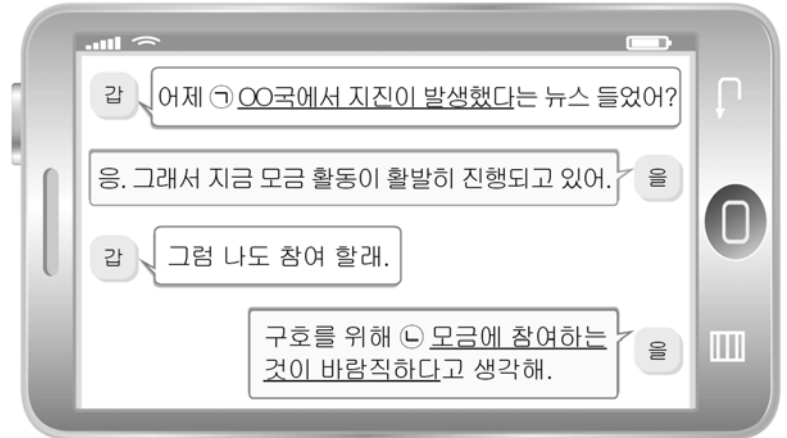 갑
어제 ㉠ OO국에서 지진이 발생했다는 뉴스 들었어?
응. 그래서 지금 모금 활동이 활발히 진행되고 있어.
을
갑
그럼 나도 참여 할래.
구호를 위해 ㉡ 모금에 참여하는
것이 바람직하다고 생각해.
을